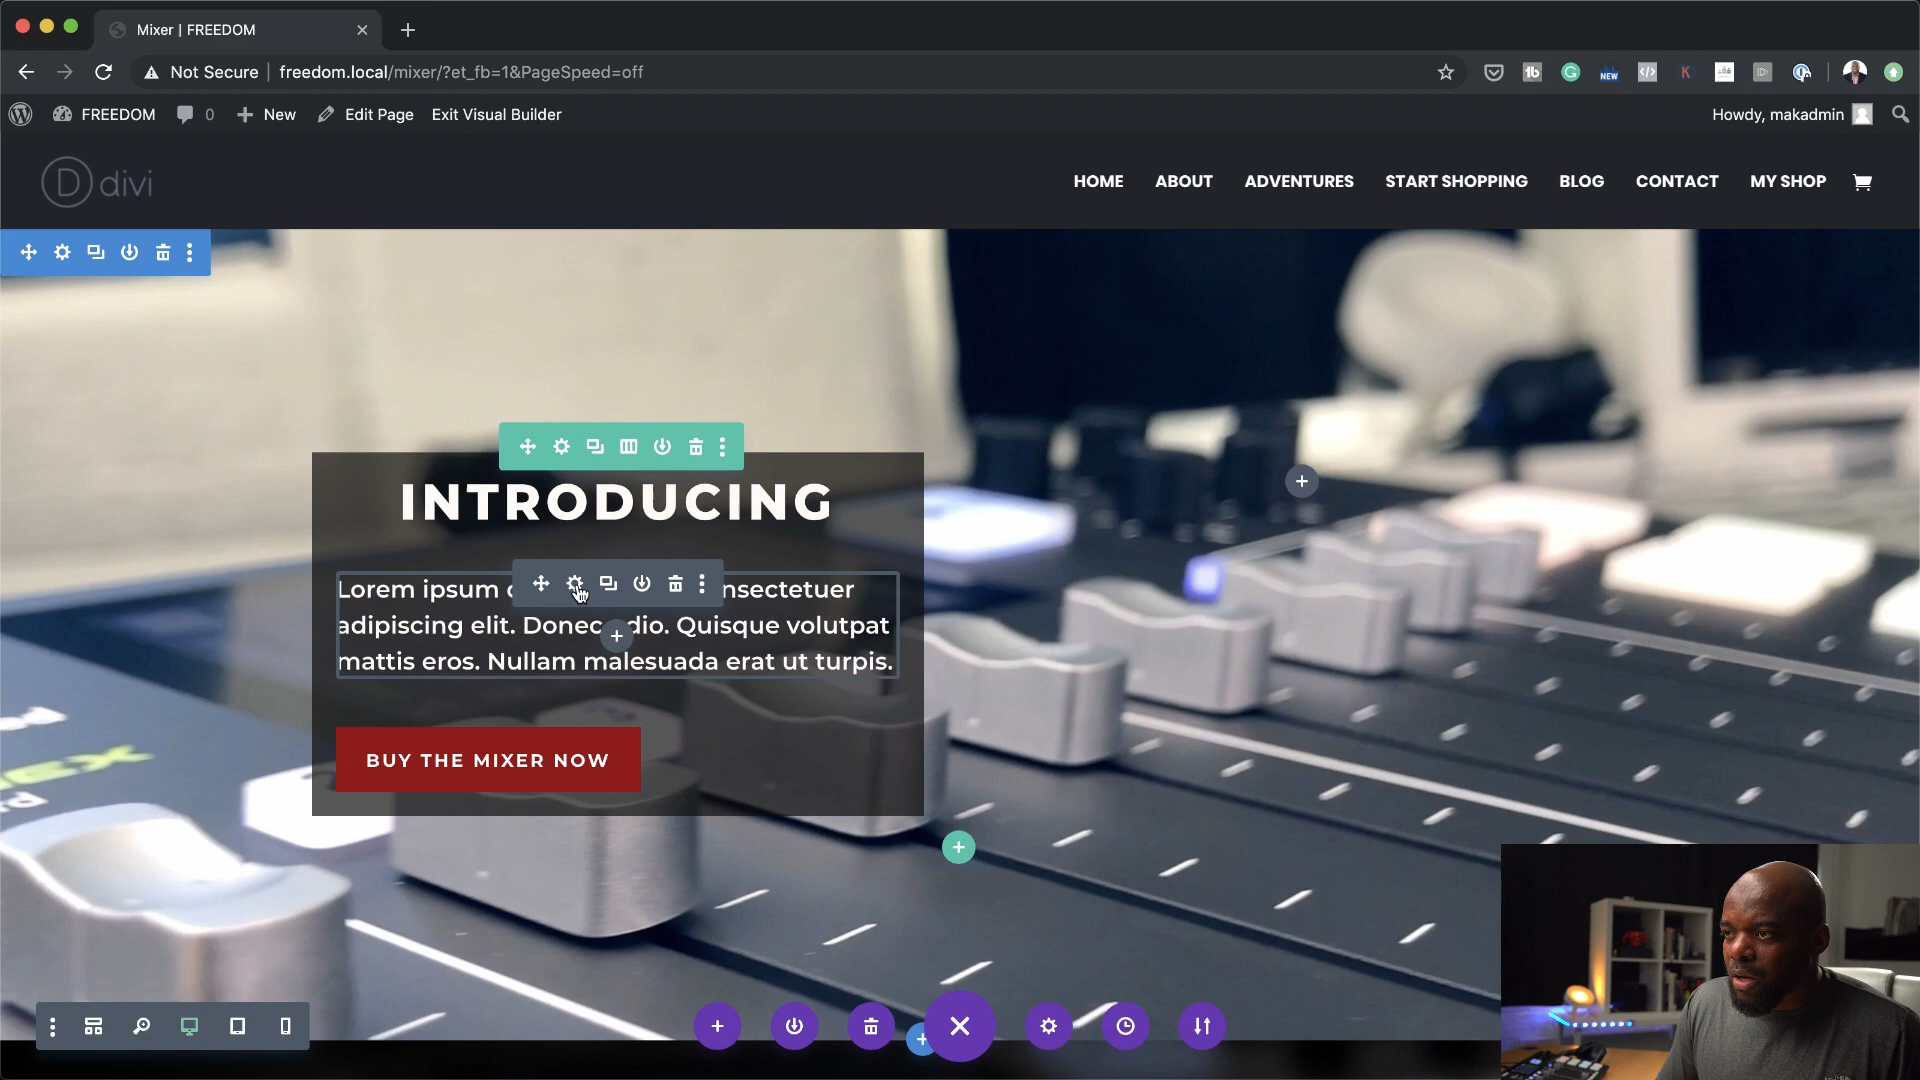 Mixer | FREEDOM
Not Secure | freedom.local/mixer/?et_fb=1&PageSpeed=off
FREEDOM 0 New Edit Page Exit Visual Builder Howdy, makadmin
D divi HOME ABOUT ADVENTURES START SHOPPING BLOG CONTACT MY SHOP
INTRODUCING
Lorem ipsum nsectetuer
adipiscing elit. Donec dio. Quisque volutpat
mattis eros. Nullam malesuada erat ut turpis.
BUY THE MIXER NOW